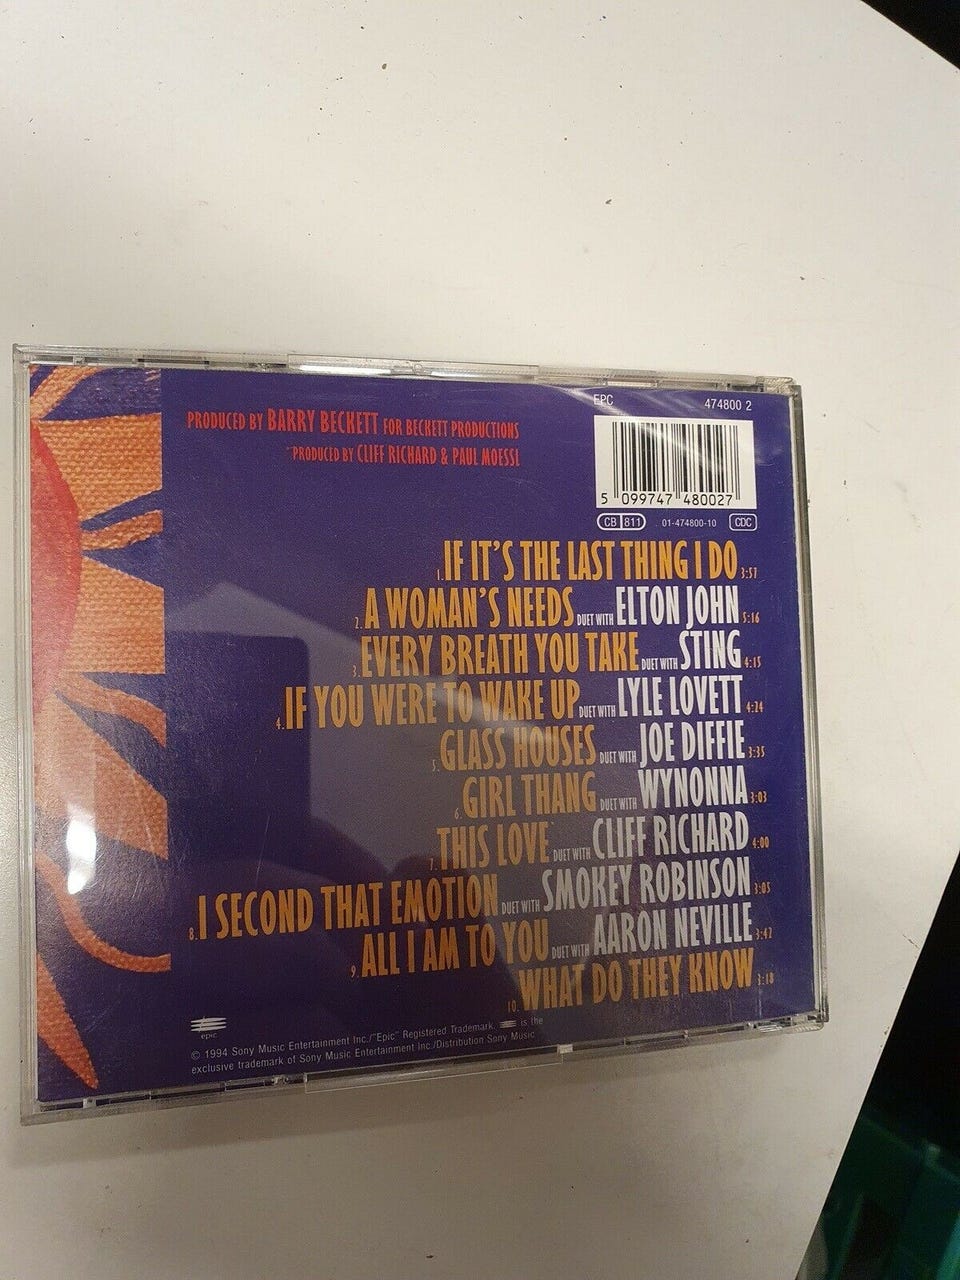 PRODUCED BY BARRY BECKETT FOR BECKETT PRODUCTIONS
*PRODUCED BY CLIFF RICHARD & PAUL MOESSL
EPC 474800 2
5 099747 480027
CB 811 01-474800-10 CDC
1. IF IT'S THE LAST THING I DO 3:57
2. A WOMAN'S NEEDS DUET WITH ELTON JOHN 5:16
3. EVERY BREATH YOU TAKE DUET WITH STING 4:15
4. IF YOU WERE TO WAKE UP DUET WITH LYLE LOVETT 4:24
5. GLASS HOUSES DUET WITH JOE DIFFIE 3:35
6. GIRL THANG DUET WITH WYNONNA 3:03
7. THIS LOVE* DUET WITH CLIFF RICHARD 4:00
8. I SECOND THAT EMOTION DUET WITH SMOKEY ROBINSON 3:05
9. ALL I AM TO YOU DUET WITH AARON NEVILLE 3:42
10. WHAT DO THEY KNOW 3:18
epic
© 1994 Sony Music Entertainment Inc./"Epic" Registered Trademark. is the
exclusive trademark of Sony Music Entertainment Inc./Distribution Sony Music